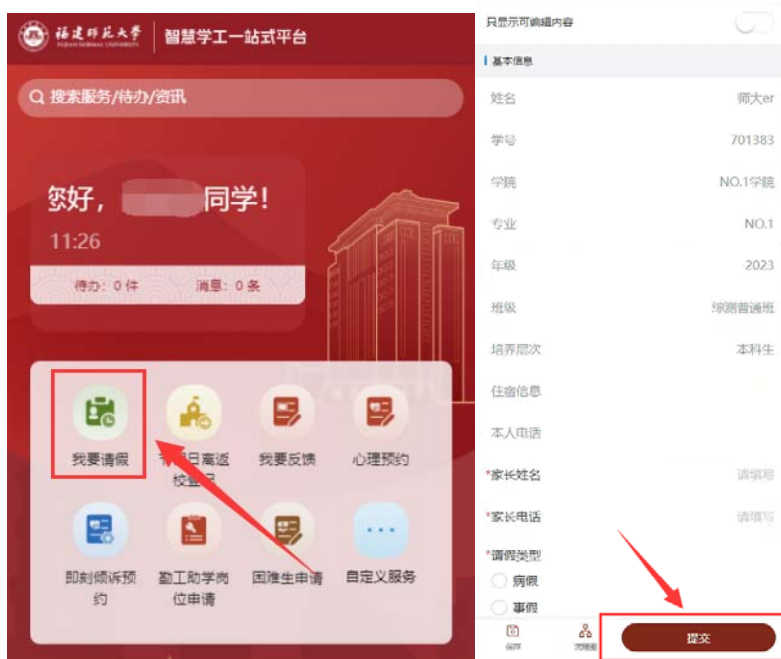 福建师范大学
FUJIAN NORMAL UNIVERSITY
智慧学工一站式平台
搜索服务/待办/资讯
您好，
同学！
11:26
待办：0 件
消息：0 条
我要请假
日离返
校登记
我要反馈
心理预约
即刻倾诉预
约
勤工助学岗
位申请
困难生申请
自定义服务
只显示可编辑内容
基本信息
姓名 师大er
学号 701383
学院 NO.1学院
专业 NO.1
年级 2023
班级 综测普通班
培养层次 本科生
住宿信息
本人电话
*家长姓名 请填写
*家长电话 请填写
*请假类型
病假
事假
保存
流程图
提交